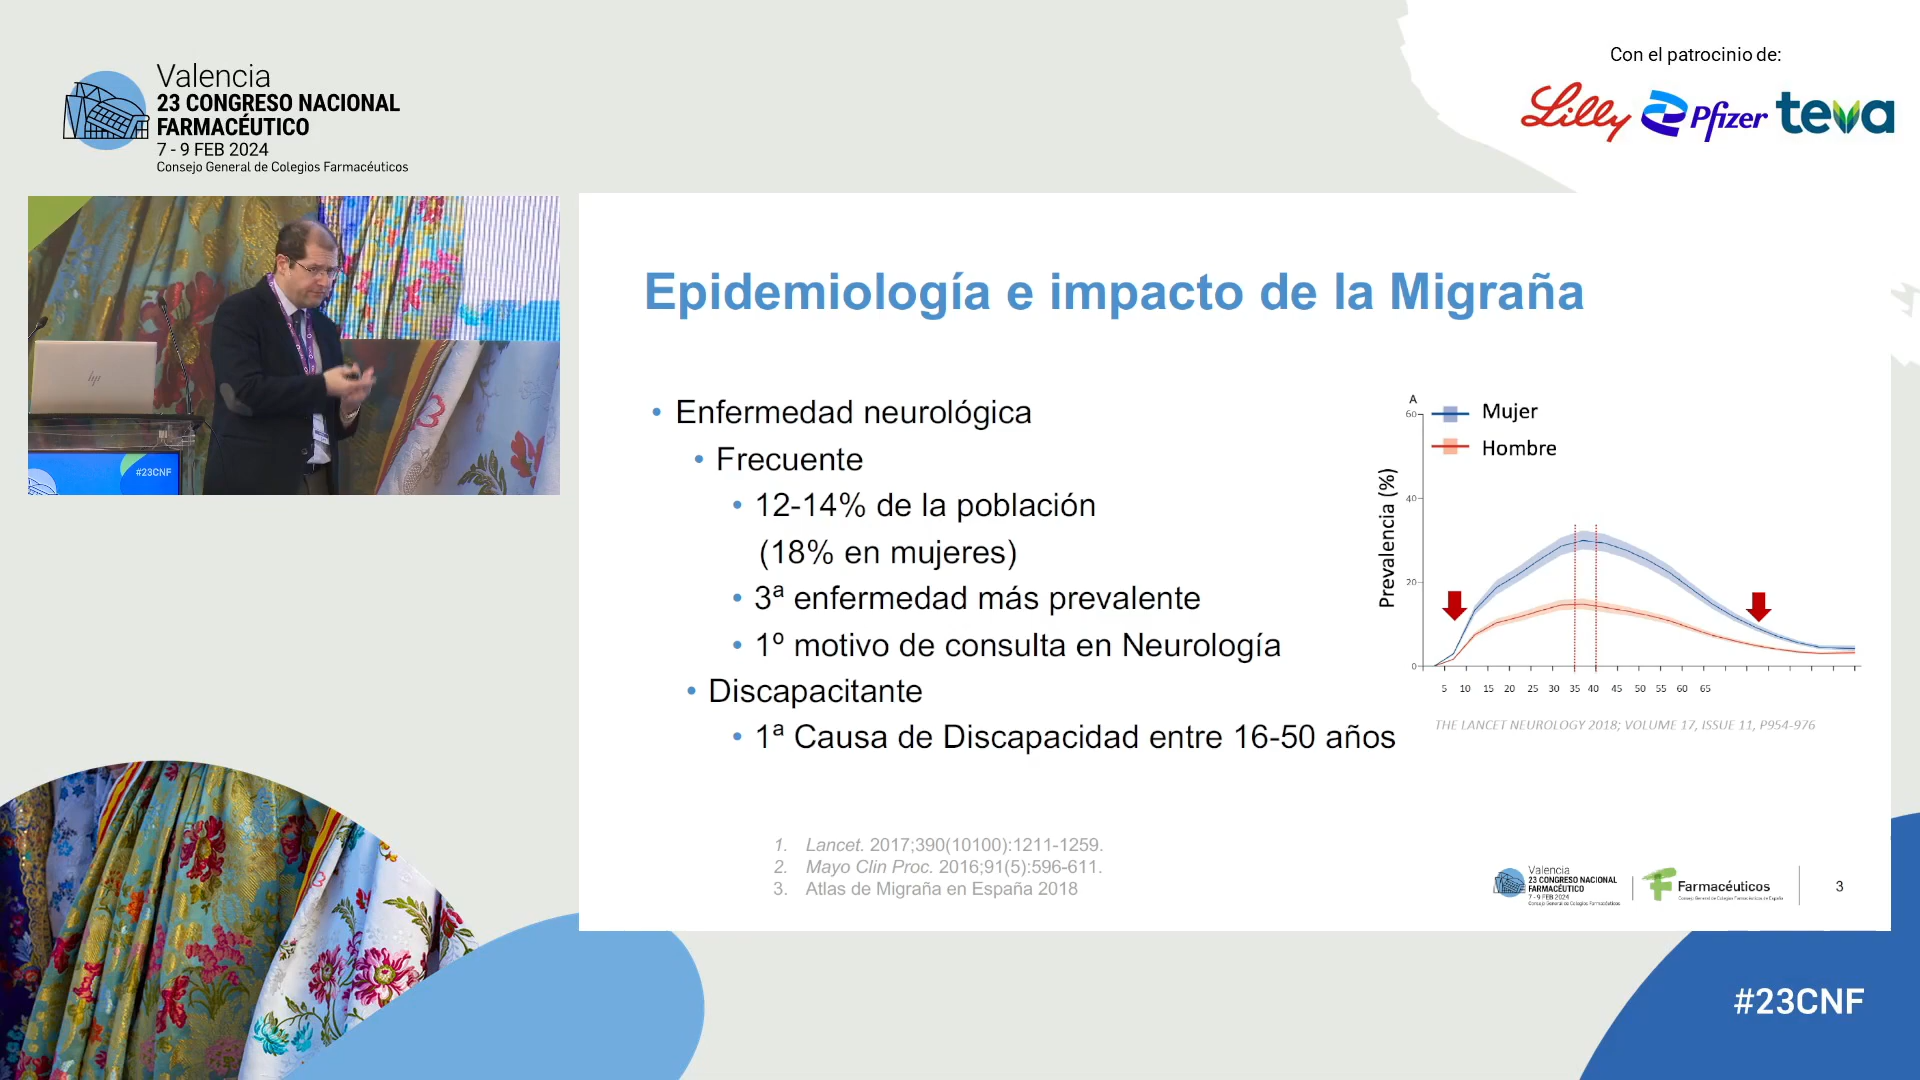 Valencia
23 CONGRESO NACIONAL
FARMACÉUTICO
7 - 9 FEB 2024
Consejo General de Colegios Farmacéuticos
Con el patrocinio de:
Lilly Pfizer teva
hp
#23CNF
Epidemiología e impacto de la Migraña
• Enfermedad neurológica
• Frecuente
• 12-14% de la población
(18% en mujeres)
• 3ª enfermedad más prevalente
• 1º motivo de consulta en Neurología
• Discapacitante
• 1ª Causa de Discapacidad entre 16-50 años
A
Mujer
Hombre
Prevalencia (%)
60
40
20
0
5 10 15 20 25 30 35 40 45 50 55 60 65
THE LANCET NEUROLOGY 2018; VOLUME 17, ISSUE 11, P954-976
1. Lancet. 2017;390(10100):1211-1259.
2. Mayo Clin Proc. 2016;91(5):596-611.
3. Atlas de Migraña en España 2018
Valencia
23 CONGRESO NACIONAL
FARMACÉUTICO
7 - 9 FEB 2024
Consejo General de Colegios Farmacéuticos
Farmacéuticos
Consejo General de Colegios Farmacéuticos de España
3
#23CNF